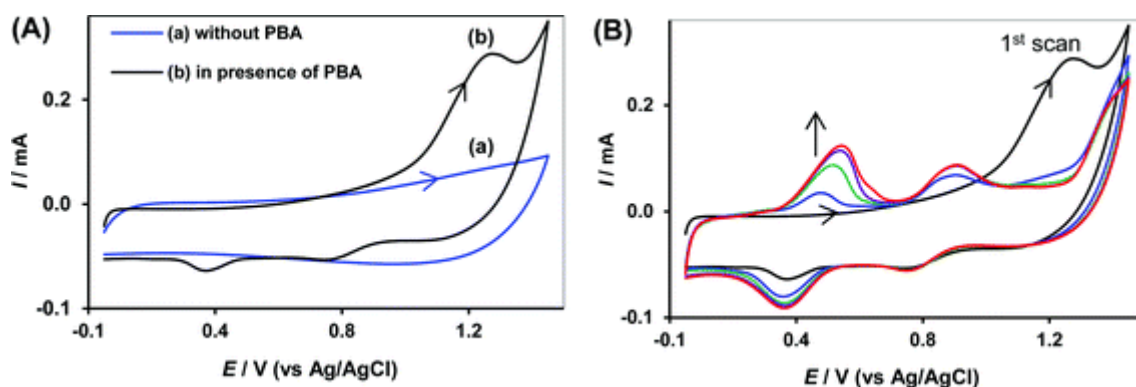 (A)
(a) without PBA
(b) in presence of PBA
(b)
(a)
I / mA
0.2
0.0
-0.1
-0.1
0.4
0.8
1.2
E / V (vs Ag/AgCl)
(B)
1st scan
I / mA
0.2
0.0
-0.1
-0.1
0.4
0.8
1.2
E / V (vs Ag/AgCl)